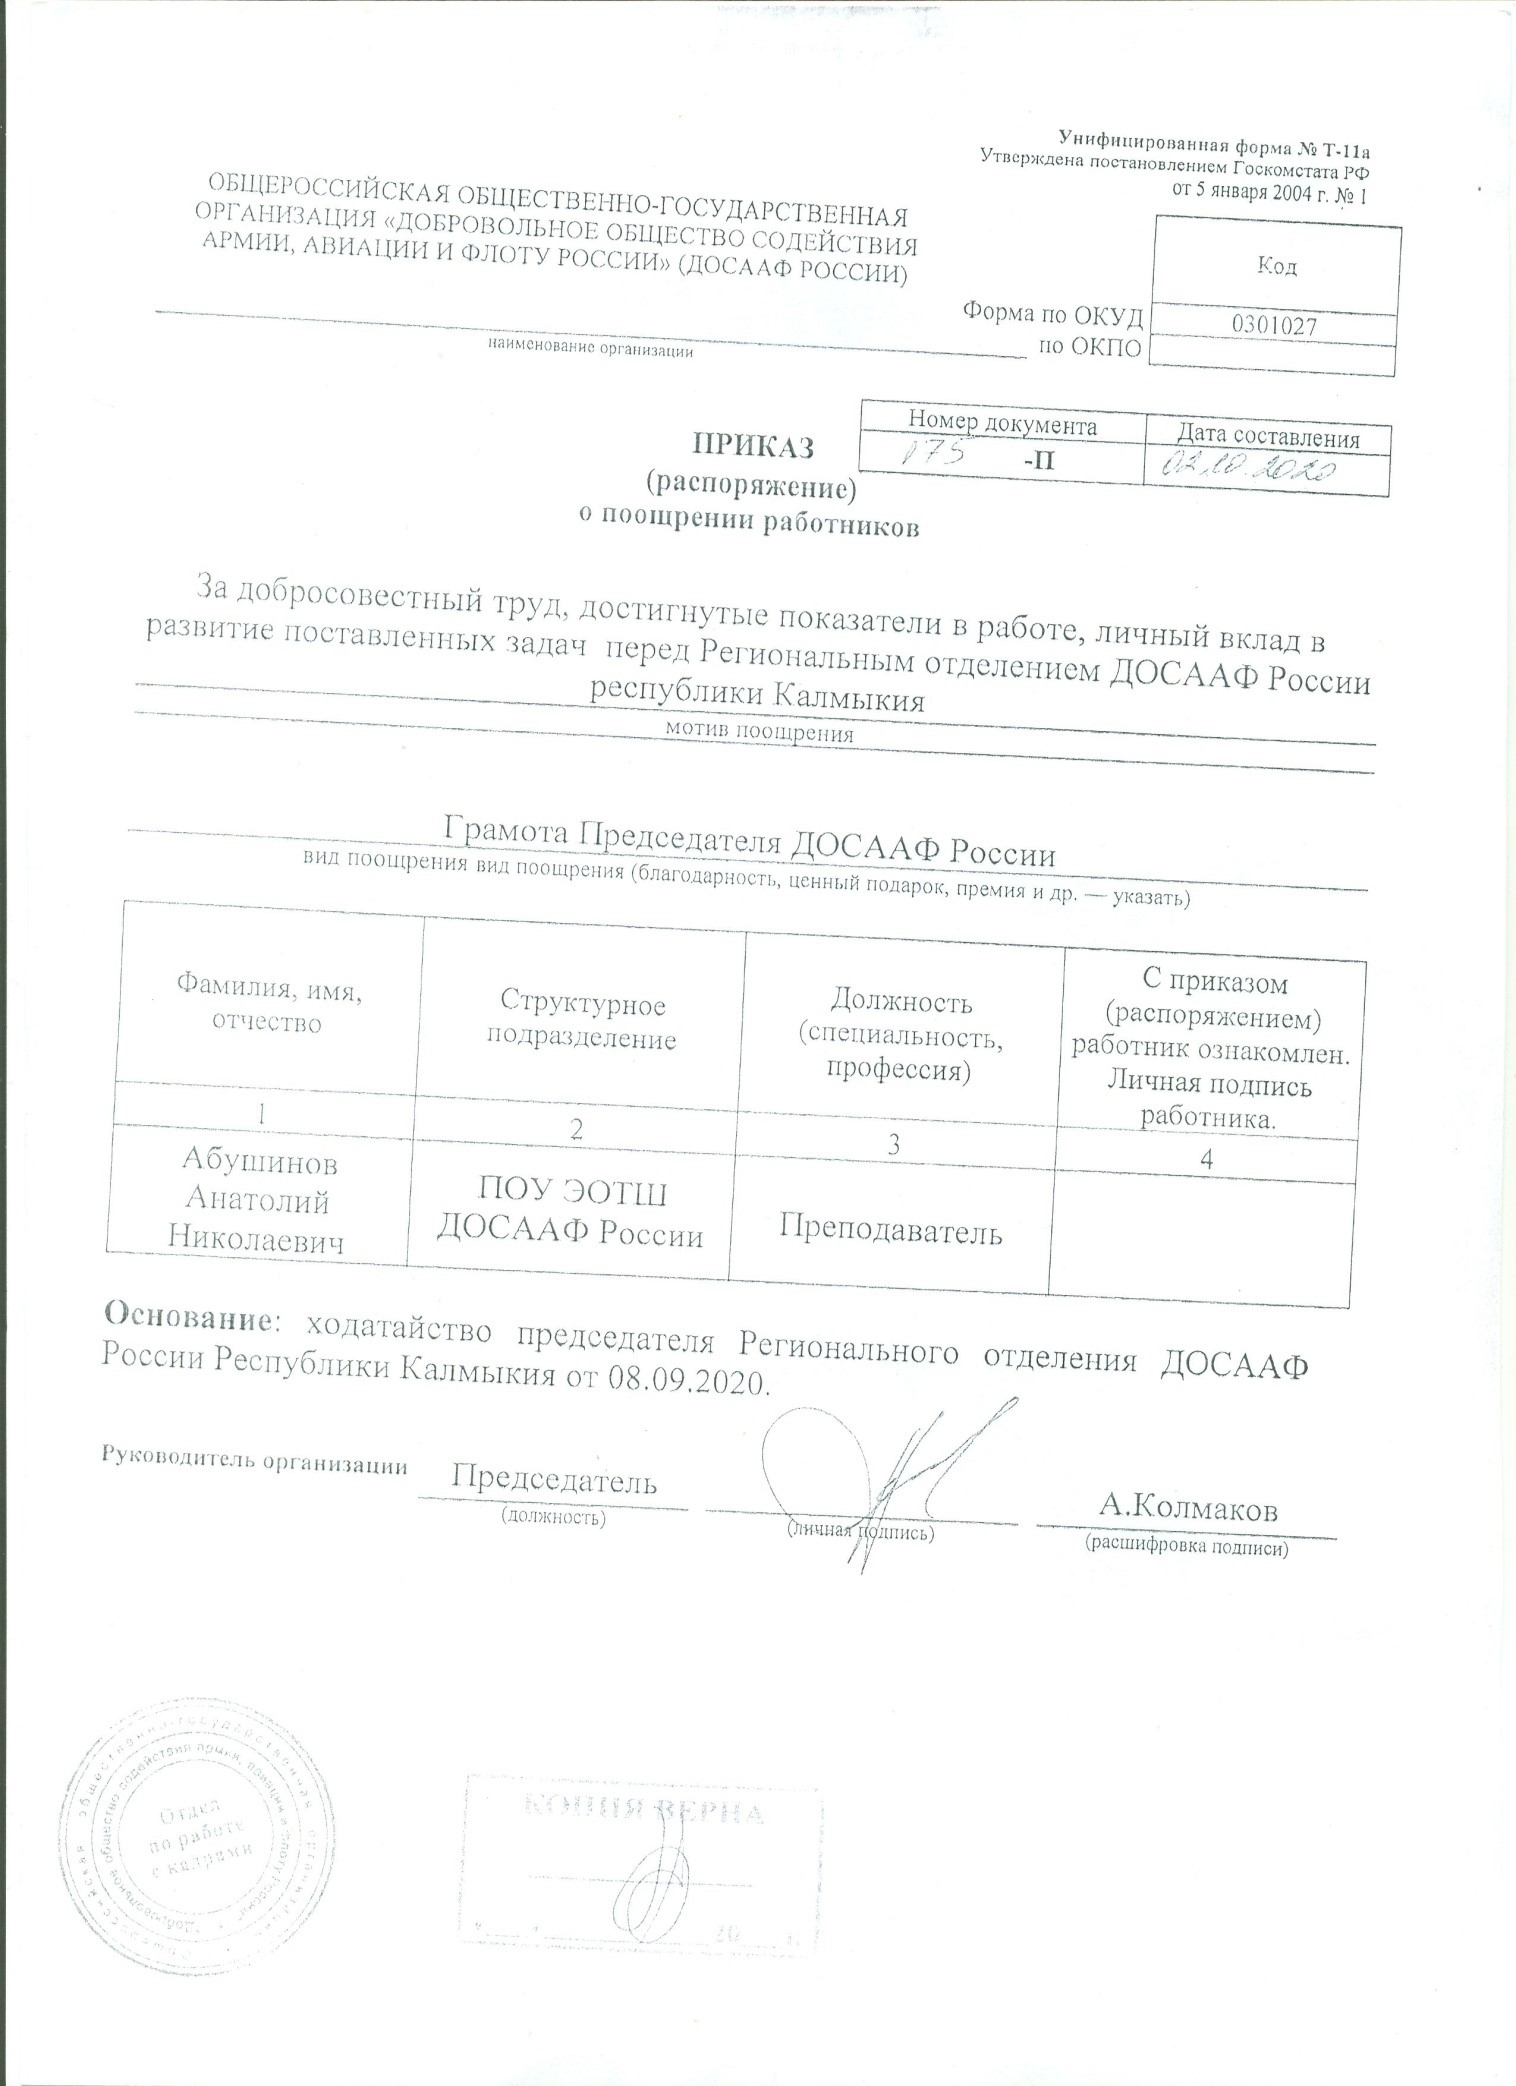 Унифицированная форма № Т-11а
Утверждена постановлением Госкомстата РФ
от 5 января 2004 г. № 1
ОБЩЕРОССИЙСКАЯ ОБЩЕСТВЕННО-ГОСУДАРСТВЕННАЯ
ОРГАНИЗАЦИЯ «ДОБРОВОЛЬНОЕ ОБЩЕСТВО СОДЕЙСТВИЯ
АРМИИ, АВИАЦИИ И ФЛОТУ РОССИИ» (ДОСААФ РОССИИ)
Код
Форма по ОКУД 0301027
по ОКПО
наименование организации
Номер документа Дата составления
175 -П 02.10.2020
ПРИКАЗ
(распоряжение)
о поощрении работников
За добросовестный труд, достигнутые показатели в работе, личный вклад в
развитие поставленных задач перед Региональным отделением ДОСААФ России
республики Калмыкия
мотив поощрения
Грамота Председателя ДОСААФ России
вид поощрения вид поощрения (благодарность, ценный подарок, премия и др. — указать)
Фамилия, имя,
отчество
Структурное
подразделение
Должность
(специальность,
профессия)
С приказом
(распоряжением)
работник ознакомлен.
Личная подпись
работника.
1 2 3 4
Абушинов
Анатолий
Николаевич
ПОУ ЭОТШ
ДОСААФ России
Преподаватель
Основание: ходатайство председателя Регионального отделения ДОСААФ
России Республики Калмыкия от 08.09.2020.
Руководитель организации Председатель А.Колмаков
(должность) (личная подпись) (расшифровка подписи)
Общероссийская общественно-государственная организация
"Добровольное общество содействия армии, авиации и флоту России"
Отдел
по работе
с кадрами
КОПИЯ ВЕРНА
" " 20 г.